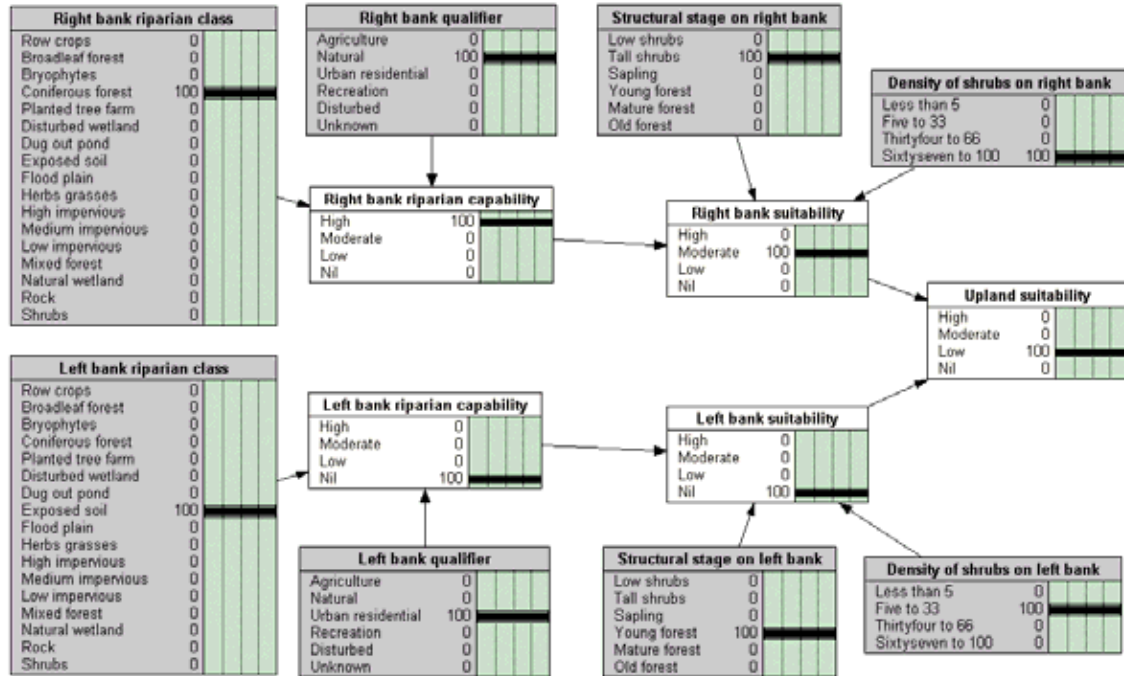 Right bank riparian class
Row crops 0
Broadleaf forest 0
Bryophytes 0
Coniferous forest 100
Planted tree farm 0
Disturbed wetland 0
Dug out pond 0
Exposed soil 0
Flood plain 0
Herbs grasses 0
High impervious 0
Medium impervious 0
Low impervious 0
Mixed forest 0
Natural wetland 0
Rock 0
Shrubs 0
Right bank qualifier
Agriculture 0
Natural 100
Urban residential 0
Recreation 0
Disturbed 0
Unknown 0
Structural stage on right bank
Low shrubs 0
Tall shrubs 100
Sapling 0
Young forest 0
Mature forest 0
Old forest 0
Density of shrubs on right bank
Less than 5 0
Five to 33 0
Thirtyfour to 66 0
Sixtyseven to 100 100
Right bank riparian capability
High 100
Moderate 0
Low 0
Nil 0
Right bank suitability
High 0
Moderate 100
Low 0
Nil 0
Upland suitability
High 0
Moderate 0
Low 100
Nil 0
Left bank riparian class
Row crops 0
Broadleaf forest 0
Bryophytes 0
Coniferous forest 0
Planted tree farm 0
Disturbed wetland 0
Dug out pond 0
Exposed soil 100
Flood plain 0
Herbs grasses 0
High impervious 0
Medium impervious 0
Low impervious 0
Mixed forest 0
Natural wetland 0
Rock 0
Shrubs 0
Left bank riparian capability
High 0
Moderate 0
Low 0
Nil 100
Left bank suitability
High 0
Moderate 0
Low 0
Nil 100
Left bank qualifier
Agriculture 0
Natural 0
Urban residential 100
Recreation 0
Disturbed 0
Unknown 0
Structural stage on left bank
Low shrubs 0
Tall shrubs 0
Sapling 0
Young forest 100
Mature forest 0
Old forest 0
Density of shrubs on left bank
Less than 5 0
Five to 33 100
Thirtyfour to 66 0
Sixtyseven to 100 0